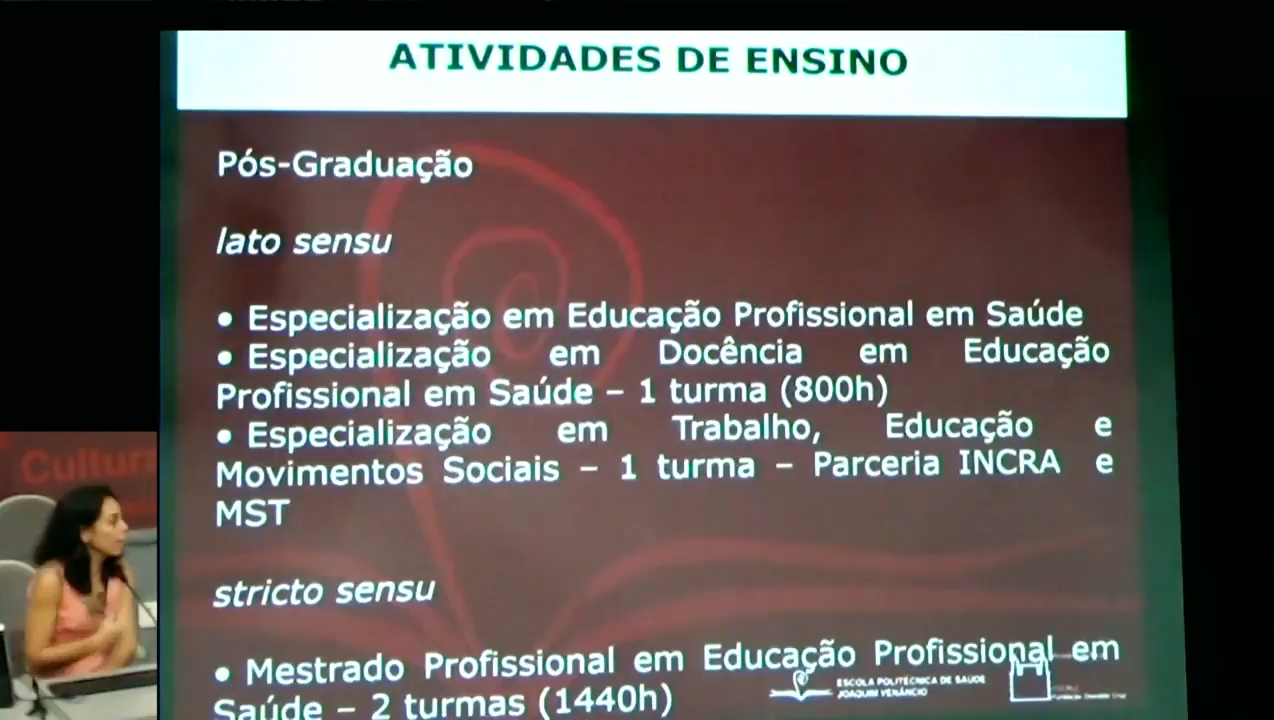 ATIVIDADES DE ENSINO
Pós-Graduação
lato sensu
• Especialização em Educação Profissional em Saúde
• Especialização em Docência em Educação
Profissional em Saúde – 1 turma (800h)
• Especialização em Trabalho, Educação e
Movimentos Sociais – 1 turma – Parceria INCRA e
MST
Cultura
stricto sensu
• Mestrado Profissional em Educação Profissional em
Saúde – 2 turmas (1440h)
ESCOLA POLITÉCNICA DE SAÚDE
JOAQUIM VENÂNCIO